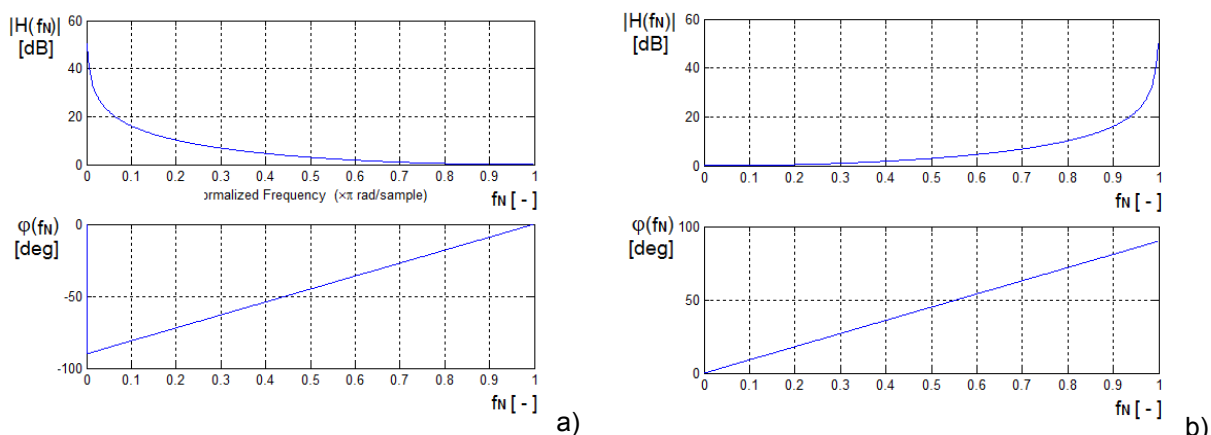 |H(fN)|
[dB]
60
40
20
0
0 0.1 0.2 0.3 0.4 0.5 0.6 0.7 0.8 0.9 1
ormalized Frequency (×π rad/sample)
fN [ - ]
φ(fN)
[deg]
0
-50
-100
0 0.1 0.2 0.3 0.4 0.5 0.6 0.7 0.8 0.9 1
fN [ - ]
a)
|H(fN)|
[dB]
60
40
20
0
0 0.1 0.2 0.3 0.4 0.5 0.6 0.7 0.8 0.9 1
fN [ - ]
φ(fN)
[deg]
100
50
0
0 0.1 0.2 0.3 0.4 0.5 0.6 0.7 0.8 0.9 1
fN [ - ]
b)